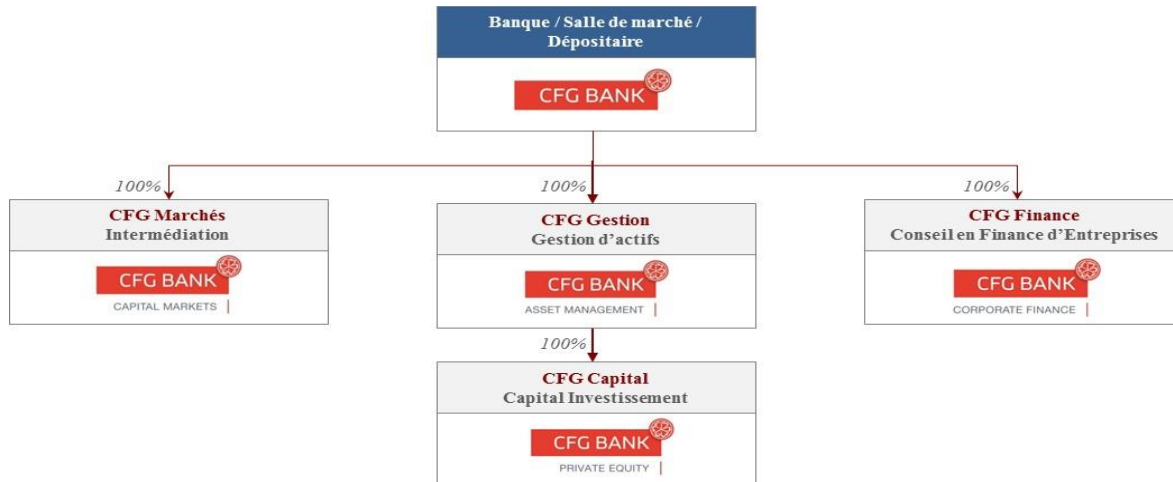 Banque / Salle de marché /
Dépositaire
CFG BANK
100%
100%
100%
CFG Marchés
Intermédiation
CFG BANK
CAPITAL MARKETS
CFG Gestion
Gestion d'actifs
CFG BANK
ASSET MANAGEMENT
CFG Finance
Conseil en Finance d'Entreprises
CFG BANK
CORPORATE FINANCE
100%
CFG Capital
Capital Investissement
CFG BANK
PRIVATE EQUITY